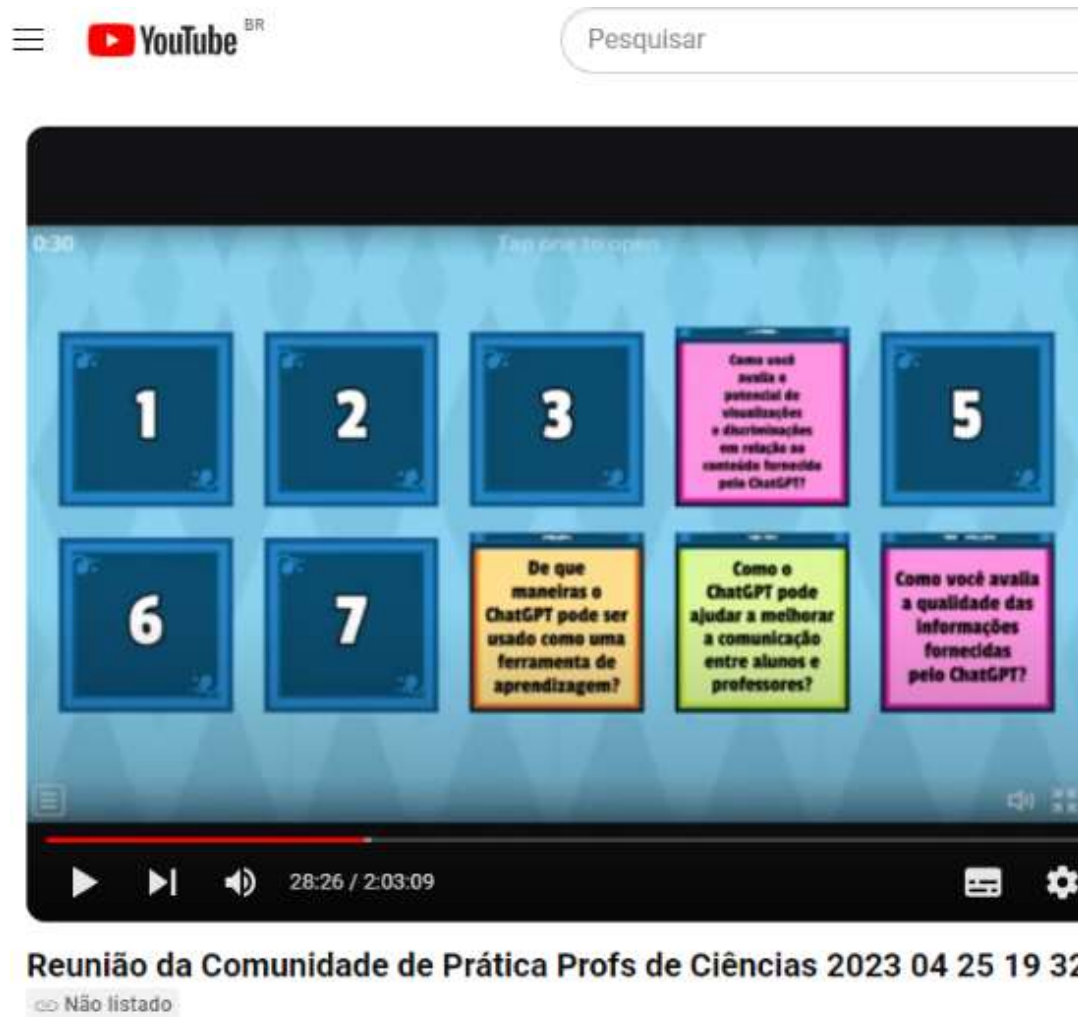 YouTube BR
Pesquisar
0:30
Tap one to open
1
2
3
Como você
avalia o
potencial de
visualizações
e discriminações
em relação ao
conteúdo fornecido
pelo ChatGPT?
5
6
7
De que
maneiras o
ChatGPT pode ser
usado como uma
ferramenta de
aprendizagem?
Como o
ChatGPT pode
ajudar a melhorar
a comunicação
entre alunos e
professores?
Como você avalia
a qualidade das
informações
fornecidas
pelo ChatGPT?
28:26 / 2:03:09
Reunião da Comunidade de Prática Profs de Ciências 2023 04 25 19 32
Não listado